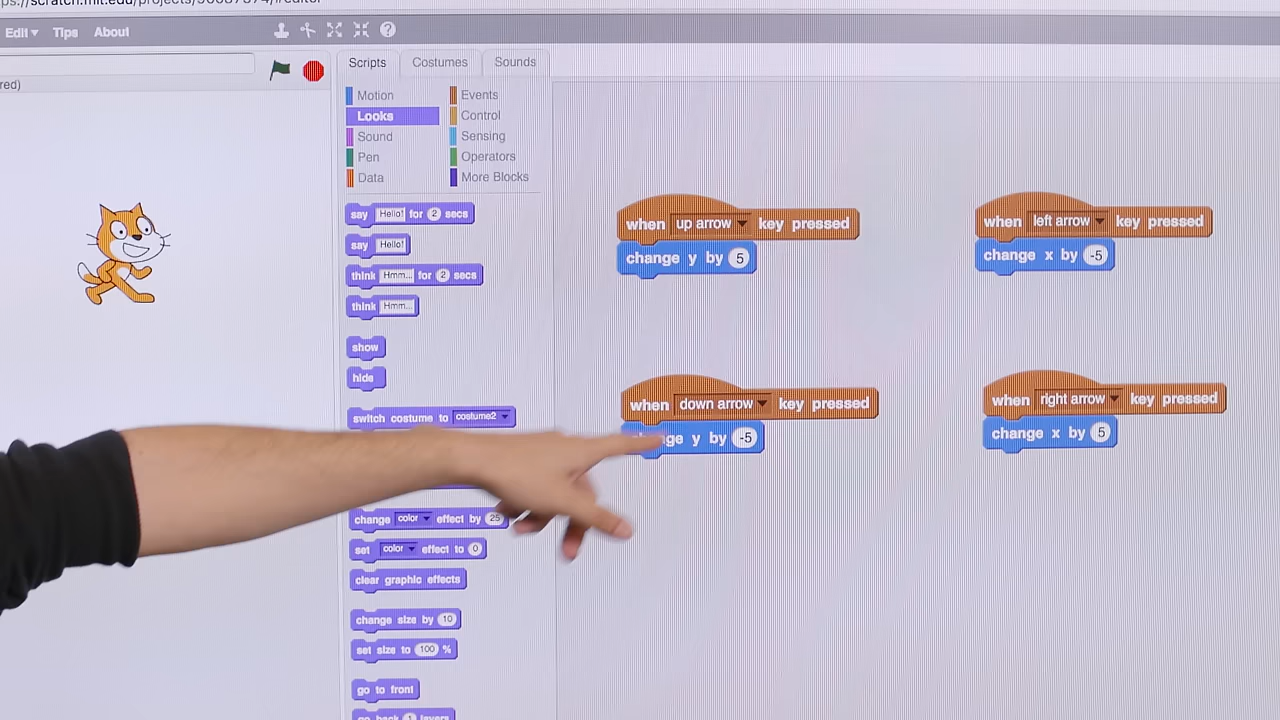 Edit Tips About
red)
Scripts Costumes Sounds
Motion Events
Looks Control
Sound Sensing
Pen Operators
Data More Blocks
say Hello! for 2 secs
say Hello!
think Hmm... for 2 secs
think Hmm...
show
hide
switch costume to costume2
change color effect by 25
set color effect to 0
clear graphic effects
change size by 10
set size to 100 %
go to front
when up arrow key pressed
change y by 5
when left arrow key pressed
change x by -5
when down arrow key pressed
ge y by -5
when right arrow key pressed
change x by 5